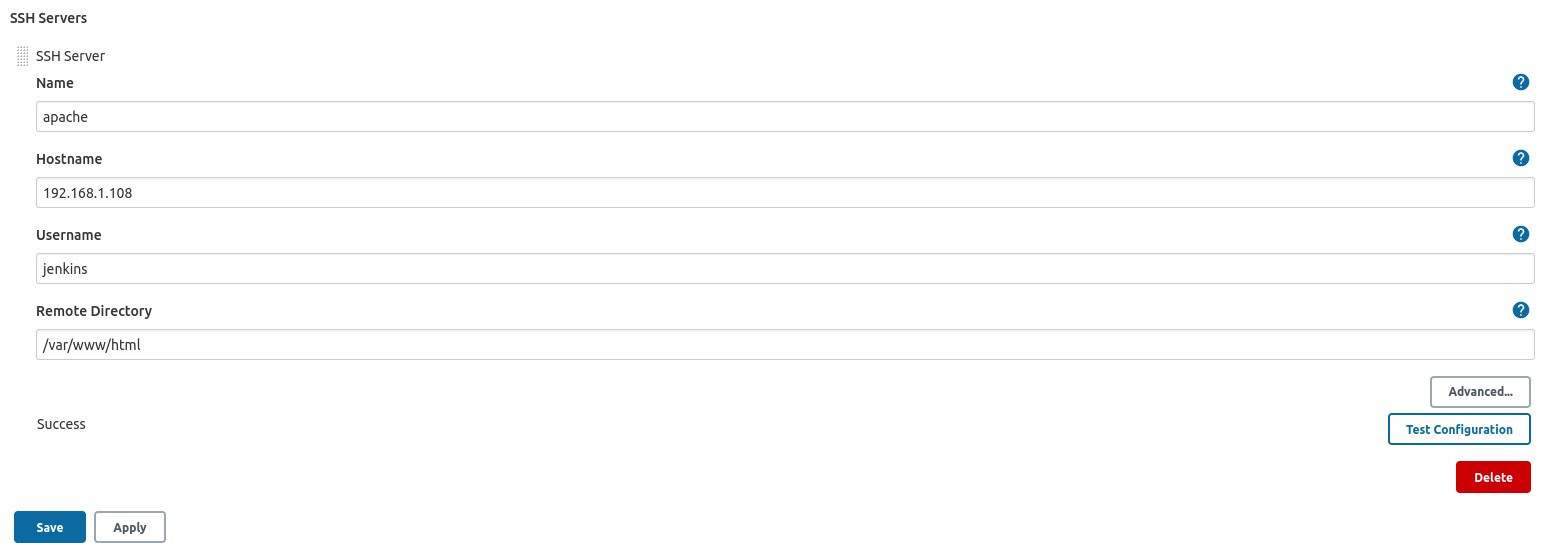 SSH Servers
SSH Server
Name
?
apache
Hostname
?
192.168.1.108
Username
?
jenkins
Remote Directory
?
/var/www/html
Advanced...
Success
Test Configuration
Delete
Save Apply